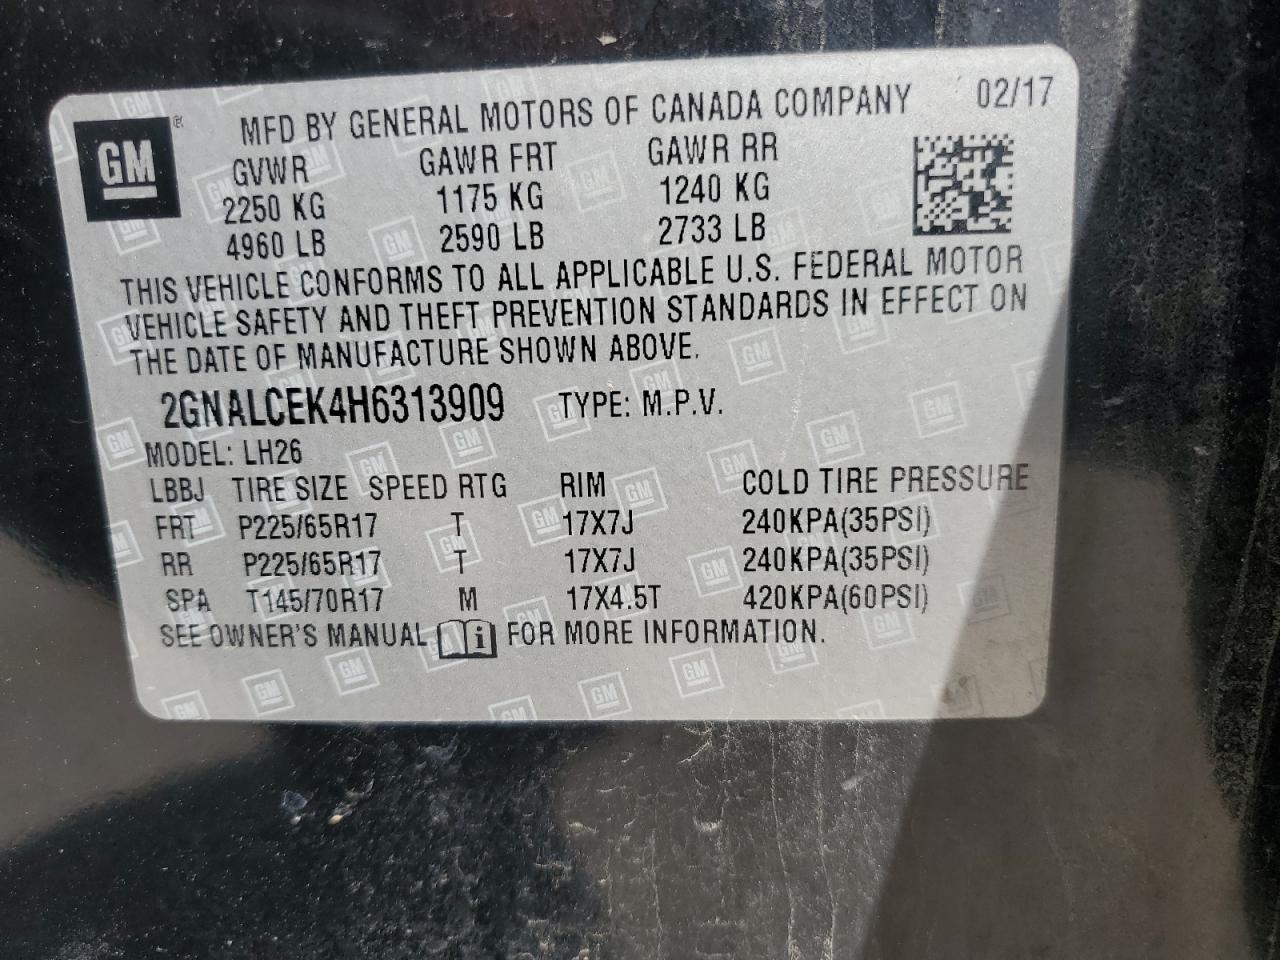 GM ®
MFD BY GENERAL MOTORS OF CANADA COMPANY 02/17
GVWR GAWR FRT GAWR RR
2250 KG 1175 KG 1240 KG
4960 LB 2590 LB 2733 LB
THIS VEHICLE CONFORMS TO ALL APPLICABLE U.S. FEDERAL MOTOR
VEHICLE SAFETY AND THEFT PREVENTION STANDARDS IN EFFECT ON
THE DATE OF MANUFACTURE SHOWN ABOVE.
2GNALCEK4H6313909 TYPE: M.P.V.
MODEL: LH26
LBBJ TIRE SIZE SPEED RTG RIM COLD TIRE PRESSURE
FRT P225/65R17 T 17X7J 240KPA(35PSI)
RR P225/65R17 T 17X7J 240KPA(35PSI)
SPA T145/70R17 M 17X4.5T 420KPA(60PSI)
SEE OWNER'S MANUAL i FOR MORE INFORMATION.